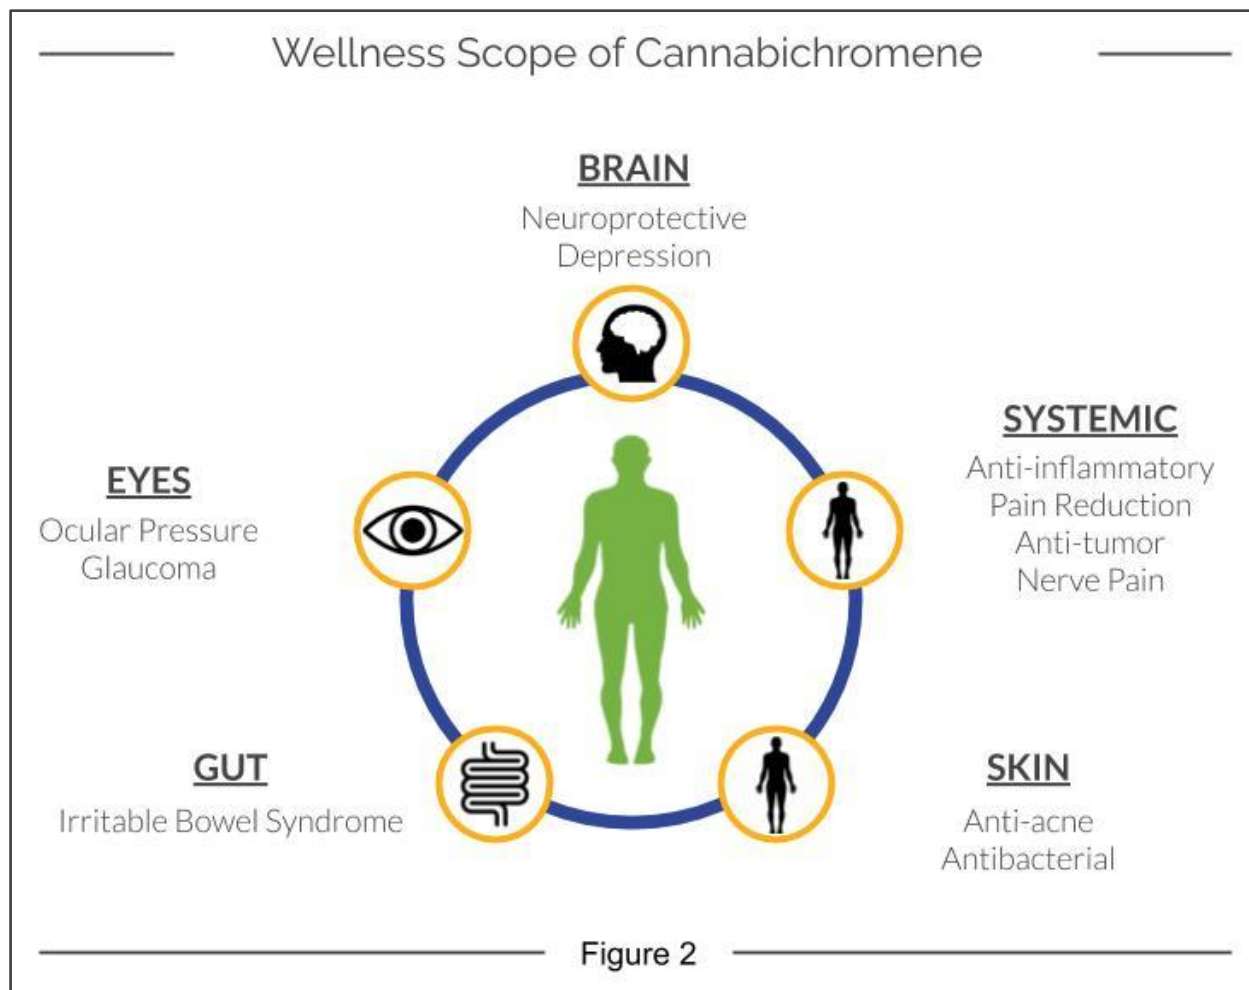 Wellness Scope of Cannabichromene
BRAIN
Neuroprotective
Depression
SYSTEMIC
Anti-inflammatory
Pain Reduction
Anti-tumor
Nerve Pain
EYES
Ocular Pressure
Glaucoma
GUT
Irritable Bowel Syndrome
SKIN
Anti-acne
Antibacterial
Figure 2